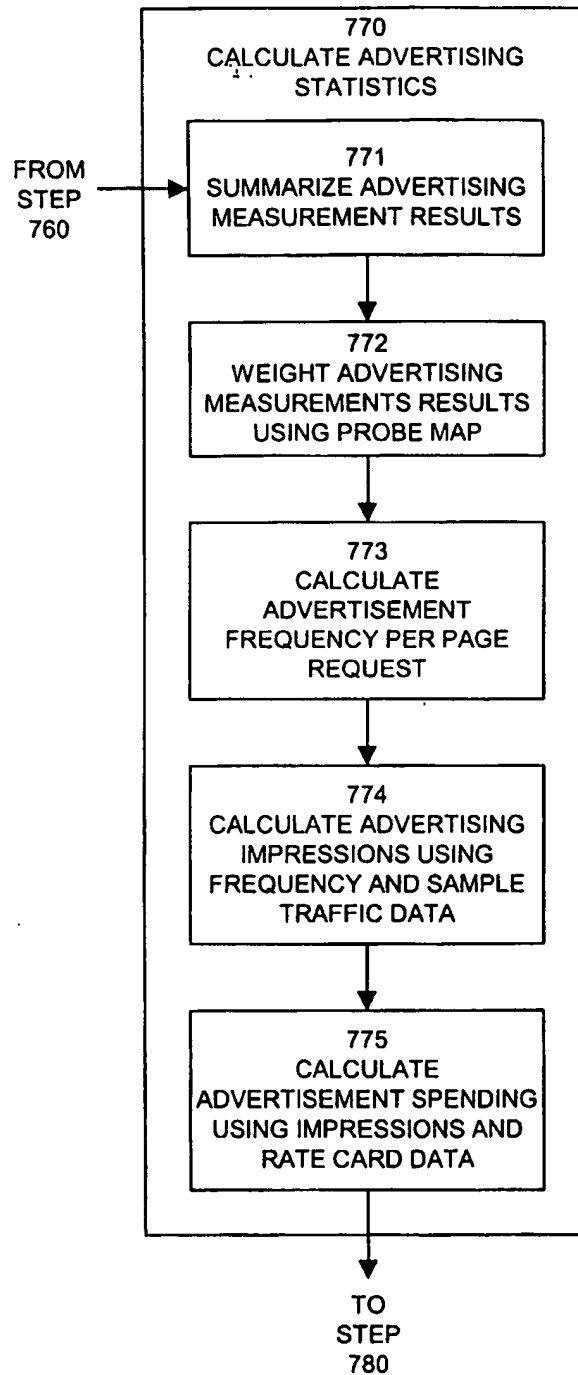 770
CALCULATE ADVERTISING
STATISTICS
FROM
STEP
760
771
SUMMARIZE ADVERTISING
MEASUREMENT RESULTS
772
WEIGHT ADVERTISING
MEASUREMENTS RESULTS
USING PROBE MAP
773
CALCULATE
ADVERTISEMENT
FREQUENCY PER PAGE
REQUEST
774
CALCULATE ADVERTISING
IMPRESSIONS USING
FREQUENCY AND SAMPLE
TRAFFIC DATA
775
CALCULATE
ADVERTISEMENT SPENDING
USING IMPRESSIONS AND
RATE CARD DATA
TO
STEP
780